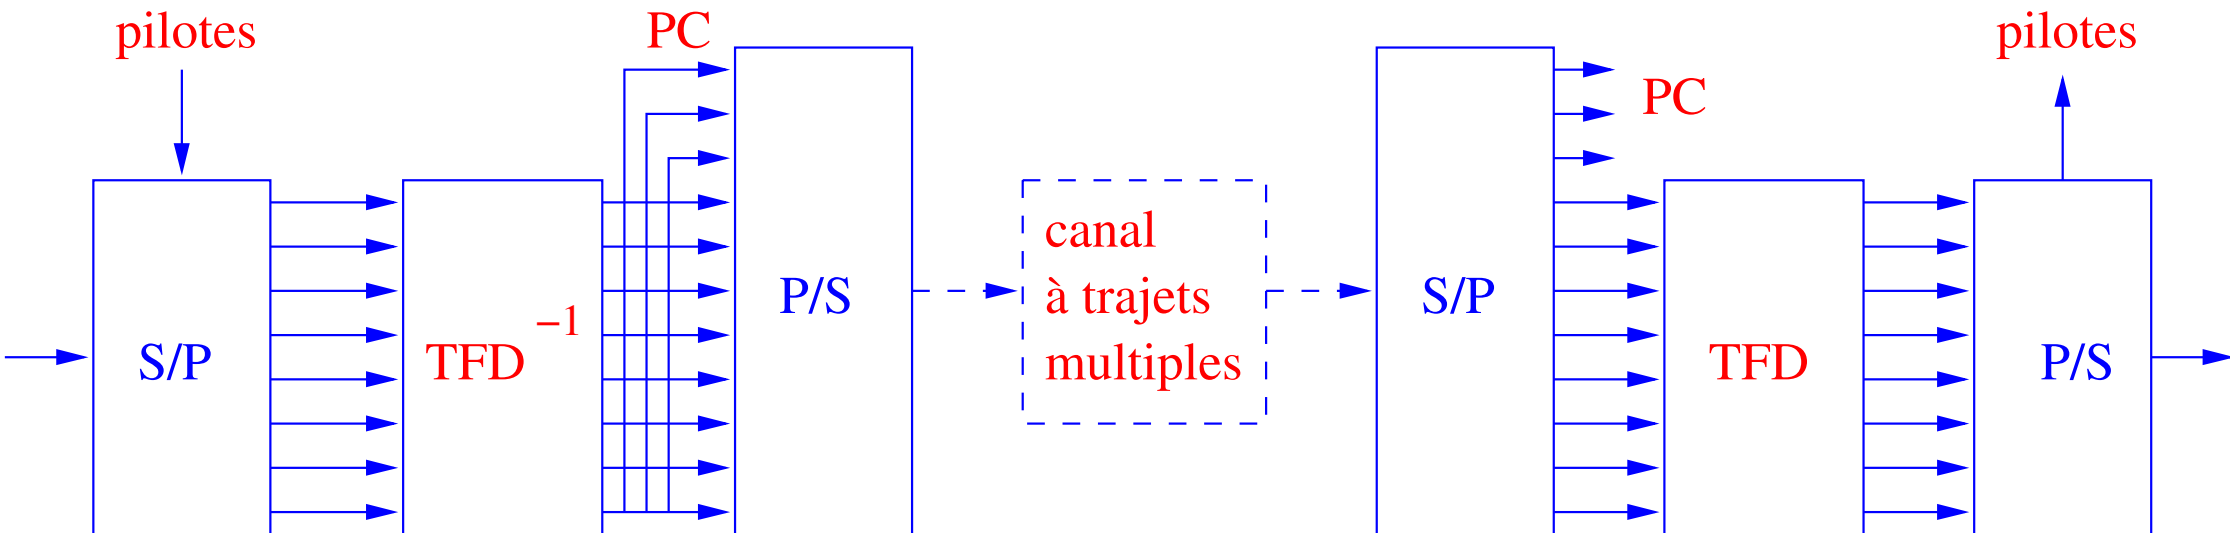 pilotes
PC
pilotes
PC
S/P
TFD −1
P/S
canal
à trajets
multiples
S/P
TFD
P/S